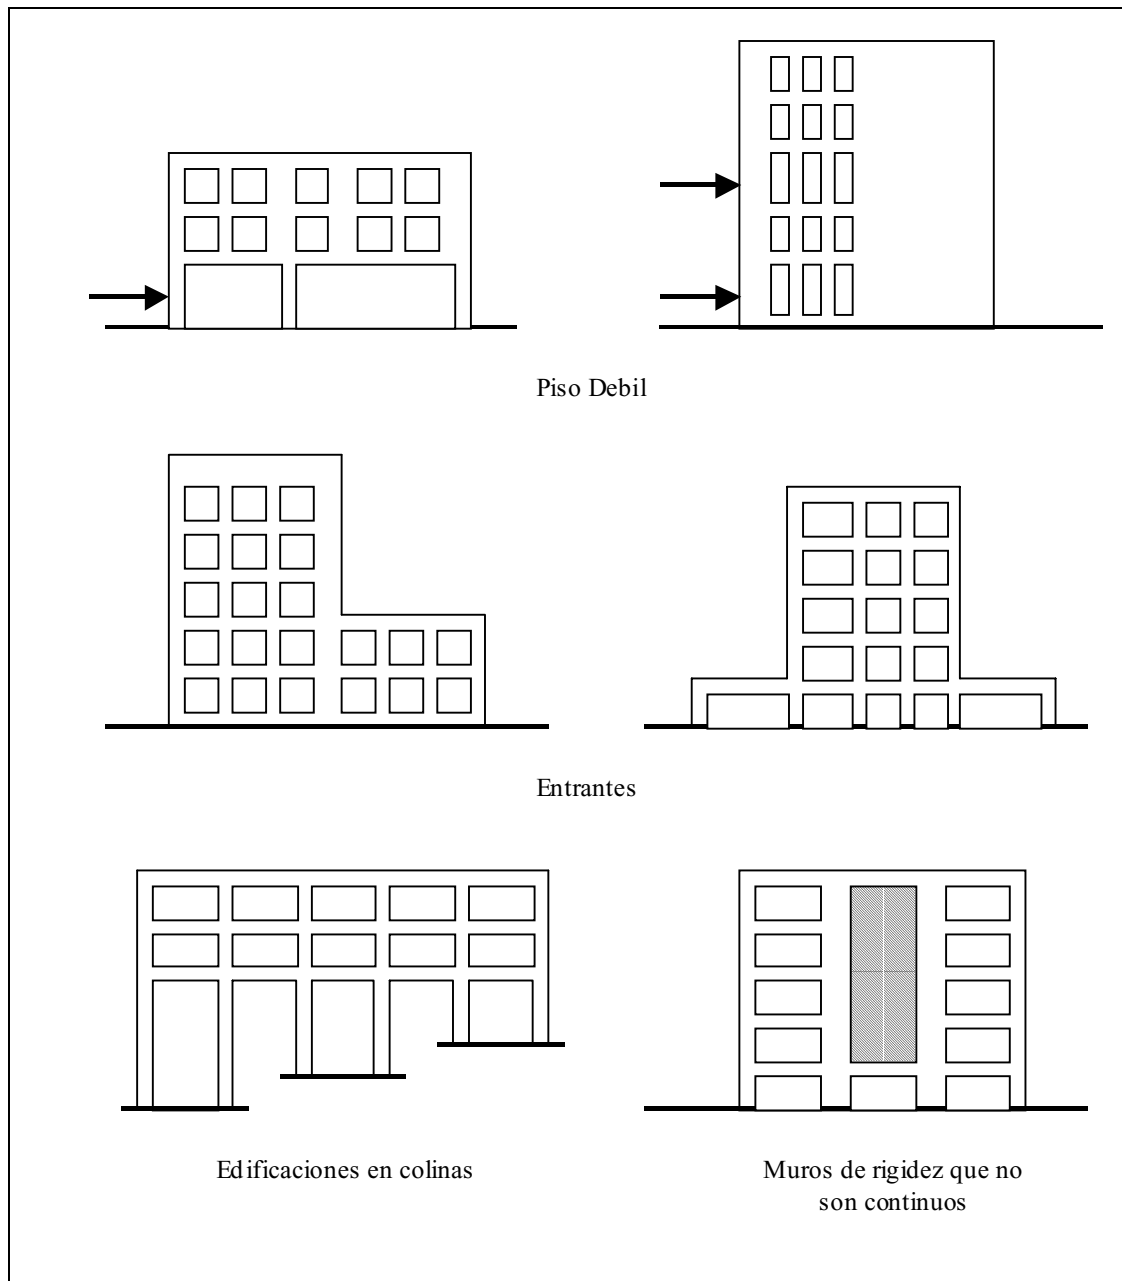 Piso Debil
Entrantes
Edificaciones en colinas
Muros de rigidez que no
son continuos